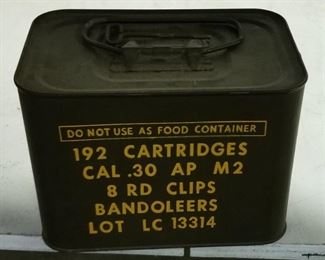 DO NOT USE AS FOOD CONTAINER
192 CARTRIDGES
CAL .30 AP M2
8 RD CLIPS
BANDOLEERS
LOT LC 13314